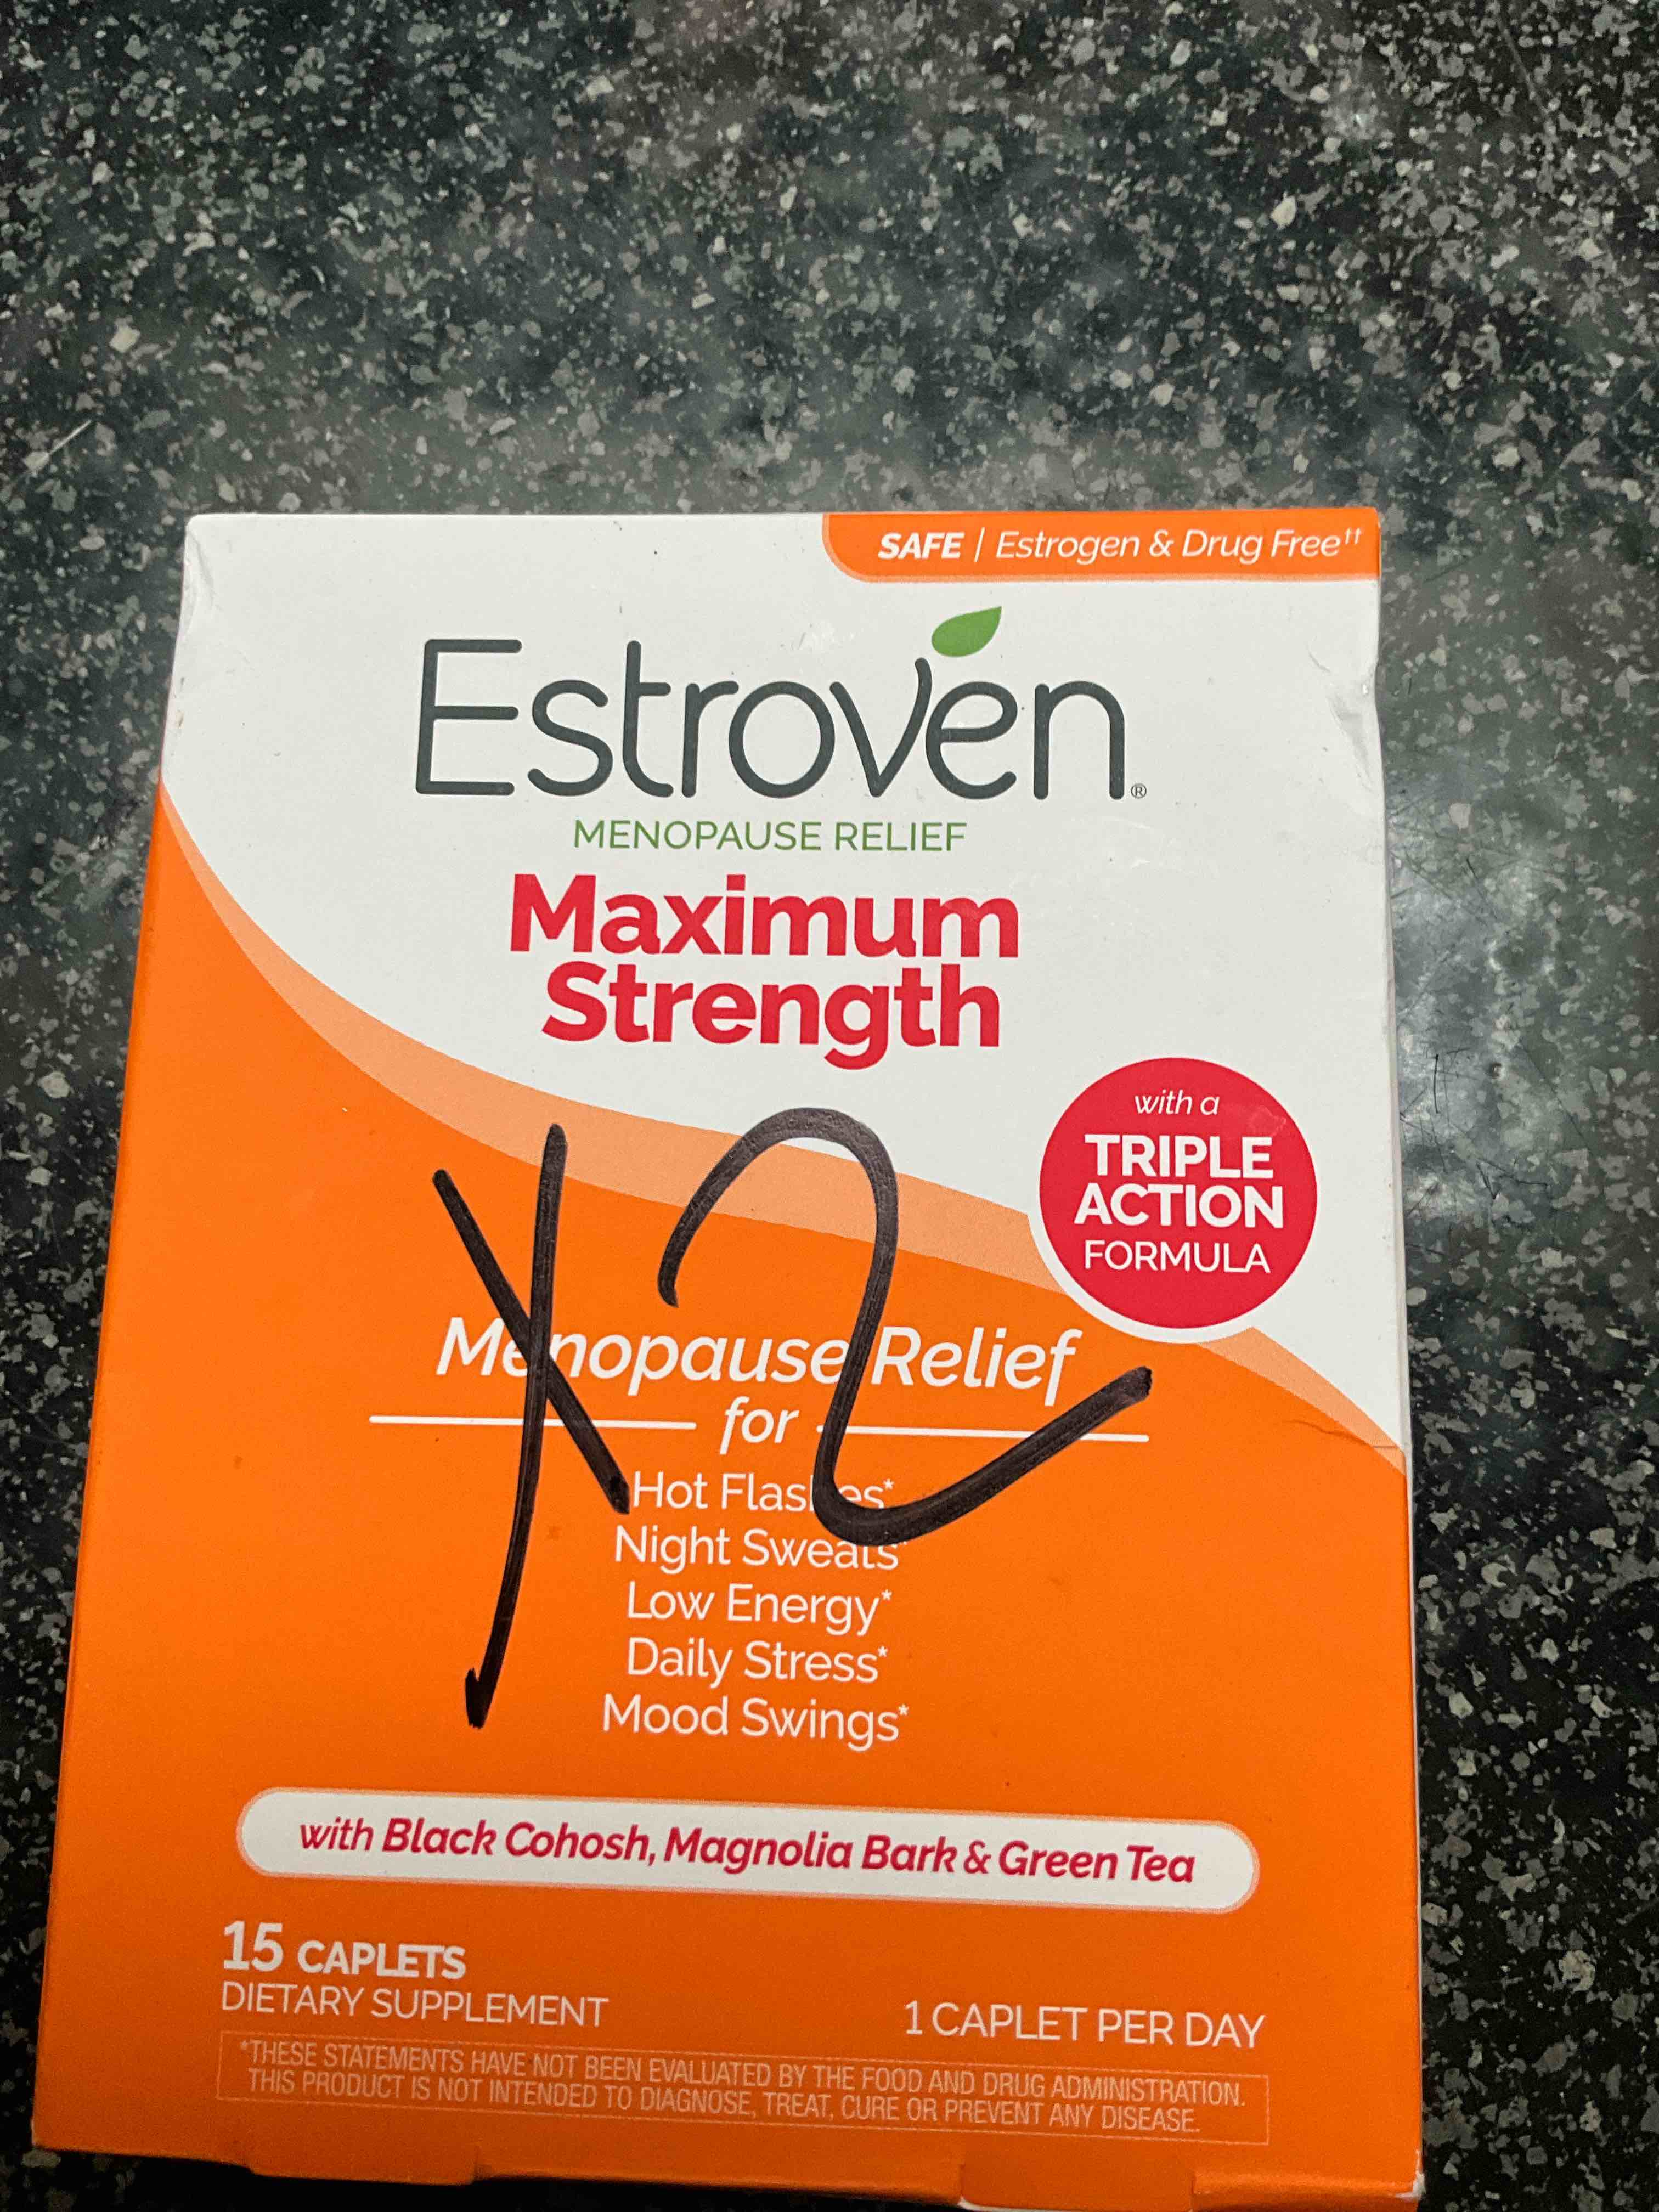 SAFE | Estrogen & Drug Free††
Estroven®
MENOPAUSE RELIEF
Maximum
Strength
with a
TRIPLE
ACTION
FORMULA
X2
Menopause Relief
for
Hot Flashes*
Night Sweats*
Low Energy*
Daily Stress*
Mood Swings*
with Black Cohosh, Magnolia Bark & Green Tea
15 CAPLETS
DIETARY SUPPLEMENT
1 CAPLET PER DAY
*THESE STATEMENTS HAVE NOT BEEN EVALUATED BY THE FOOD AND DRUG ADMINISTRATION.
THIS PRODUCT IS NOT INTENDED TO DIAGNOSE, TREAT, CURE OR PREVENT ANY DISEASE.